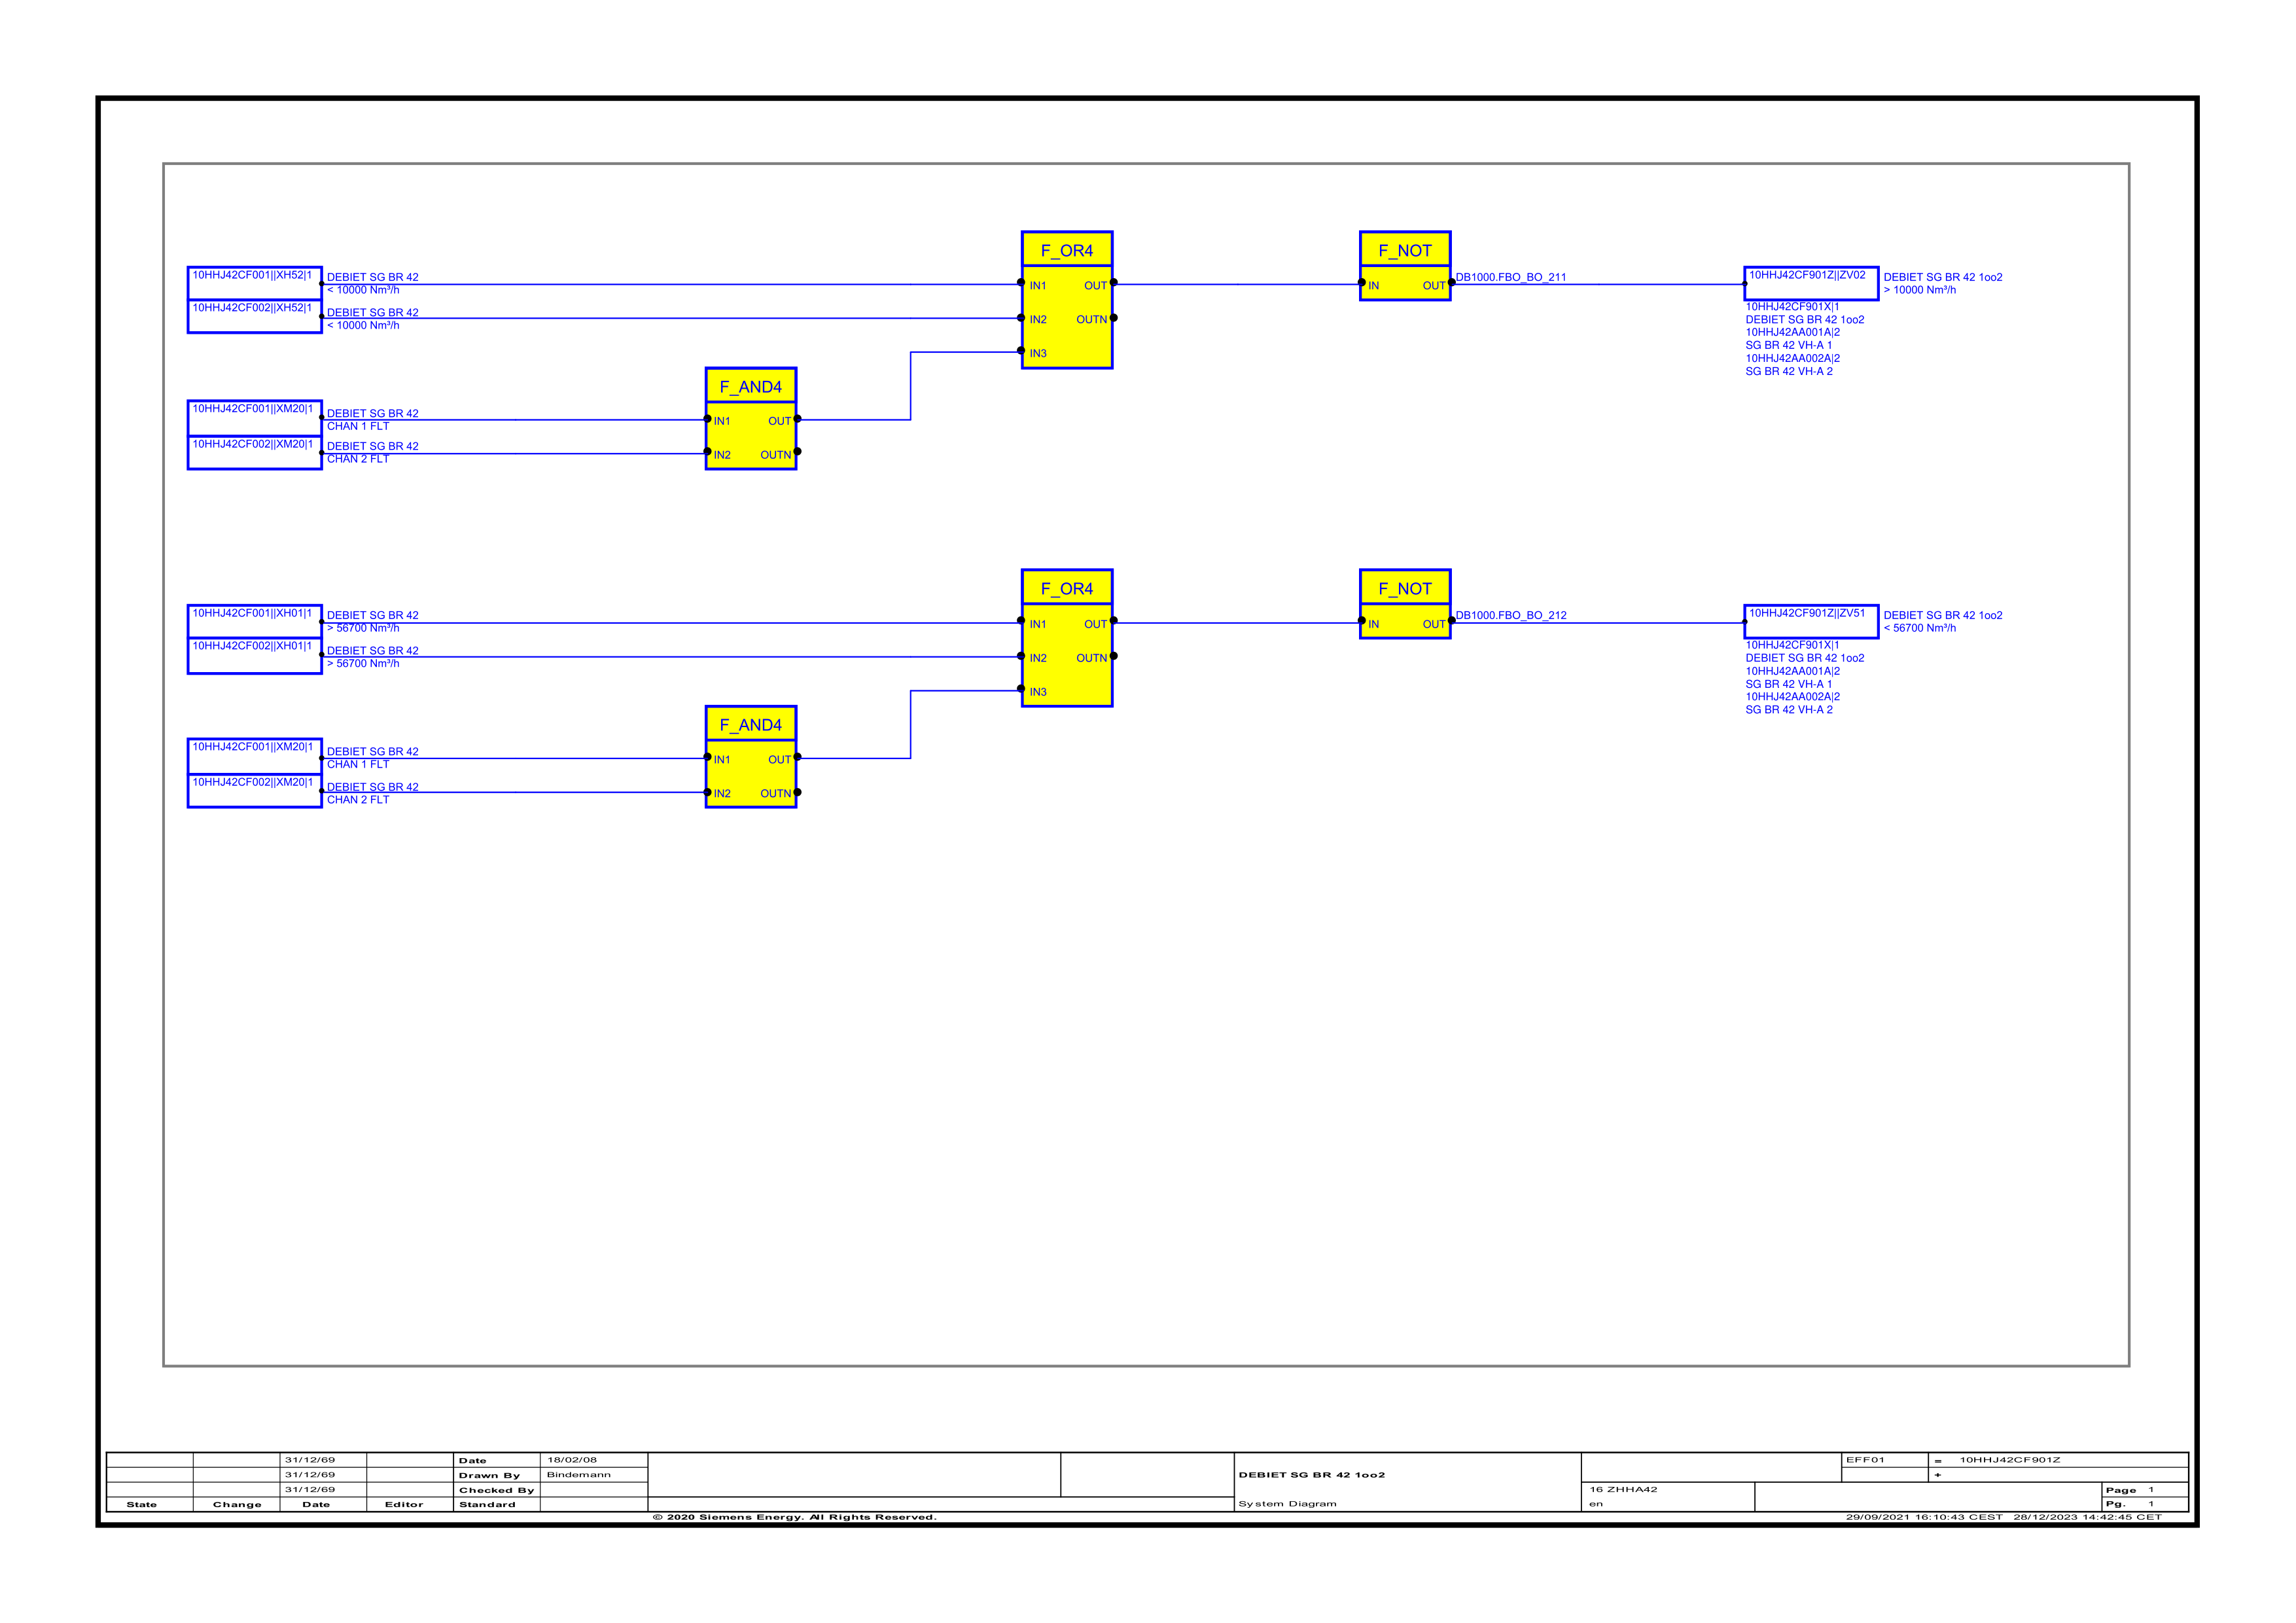 F_OR4
IN1 OUT
IN2 OUTN
IN3
F_NOT
IN OUT
DB1000.FBO_BO_211
10HHJ42CF001||XH52|1
DEBIET SG BR 42
< 10000 Nm³/h
10HHJ42CF002||XH52|1
DEBIET SG BR 42
< 10000 Nm³/h
10HHJ42CF901Z||ZV02
DEBIET SG BR 42 1oo2
> 10000 Nm³/h
10HHJ42CF901X|1
DEBIET SG BR 42 1oo2
10HHJ42AA001A|2
SG BR 42 VH-A 1
10HHJ42AA002A|2
SG BR 42 VH-A 2
F_AND4
IN1 OUT
IN2 OUTN
10HHJ42CF001||XM20|1
DEBIET SG BR 42
CHAN 1 FLT
10HHJ42CF002||XM20|1
DEBIET SG BR 42
CHAN 2 FLT
F_OR4
IN1 OUT
IN2 OUTN
IN3
F_NOT
IN OUT
DB1000.FBO_BO_212
10HHJ42CF001||XH01|1
DEBIET SG BR 42
> 56700 Nm³/h
10HHJ42CF002||XH01|1
DEBIET SG BR 42
> 56700 Nm³/h
10HHJ42CF901Z||ZV51
DEBIET SG BR 42 1oo2
< 56700 Nm³/h
10HHJ42CF901X|1
DEBIET SG BR 42 1oo2
10HHJ42AA001A|2
SG BR 42 VH-A 1
10HHJ42AA002A|2
SG BR 42 VH-A 2
F_AND4
IN1 OUT
IN2 OUTN
10HHJ42CF001||XM20|1
DEBIET SG BR 42
CHAN 1 FLT
10HHJ42CF002||XM20|1
DEBIET SG BR 42
CHAN 2 FLT
31/12/69 Date 18/02/08 EFF01 = 10HHJ42CF901Z
31/12/69 Drawn By Bindemann DEBIET SG BR 42 1oo2 +
31/12/69 Checked By 16 ZHHA42 Page 1
State Change Date Editor Standard System Diagram en Pg. 1
© 2020 Siemens Energy. All Rights Reserved. 29/09/2021 16:10:43 CEST 28/12/2023 14:42:45 CET